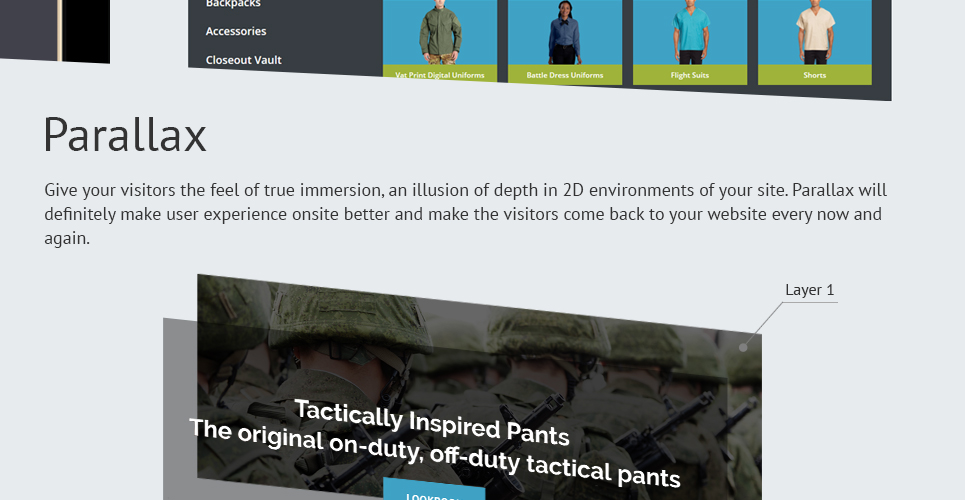 Backpacks
Accessories
Closeout Vault
Vat Print Digital Uniforms
Battle Dress Uniforms
Flight Suits
Shorts
Parallax
Give your visitors the feel of true immersion, an illusion of depth in 2D environments of your site. Parallax will
definitely make user experience onsite better and make the visitors come back to your website every now and
again.
Layer 1
Tactically Inspired Pants
The original on-duty, off-duty tactical pants